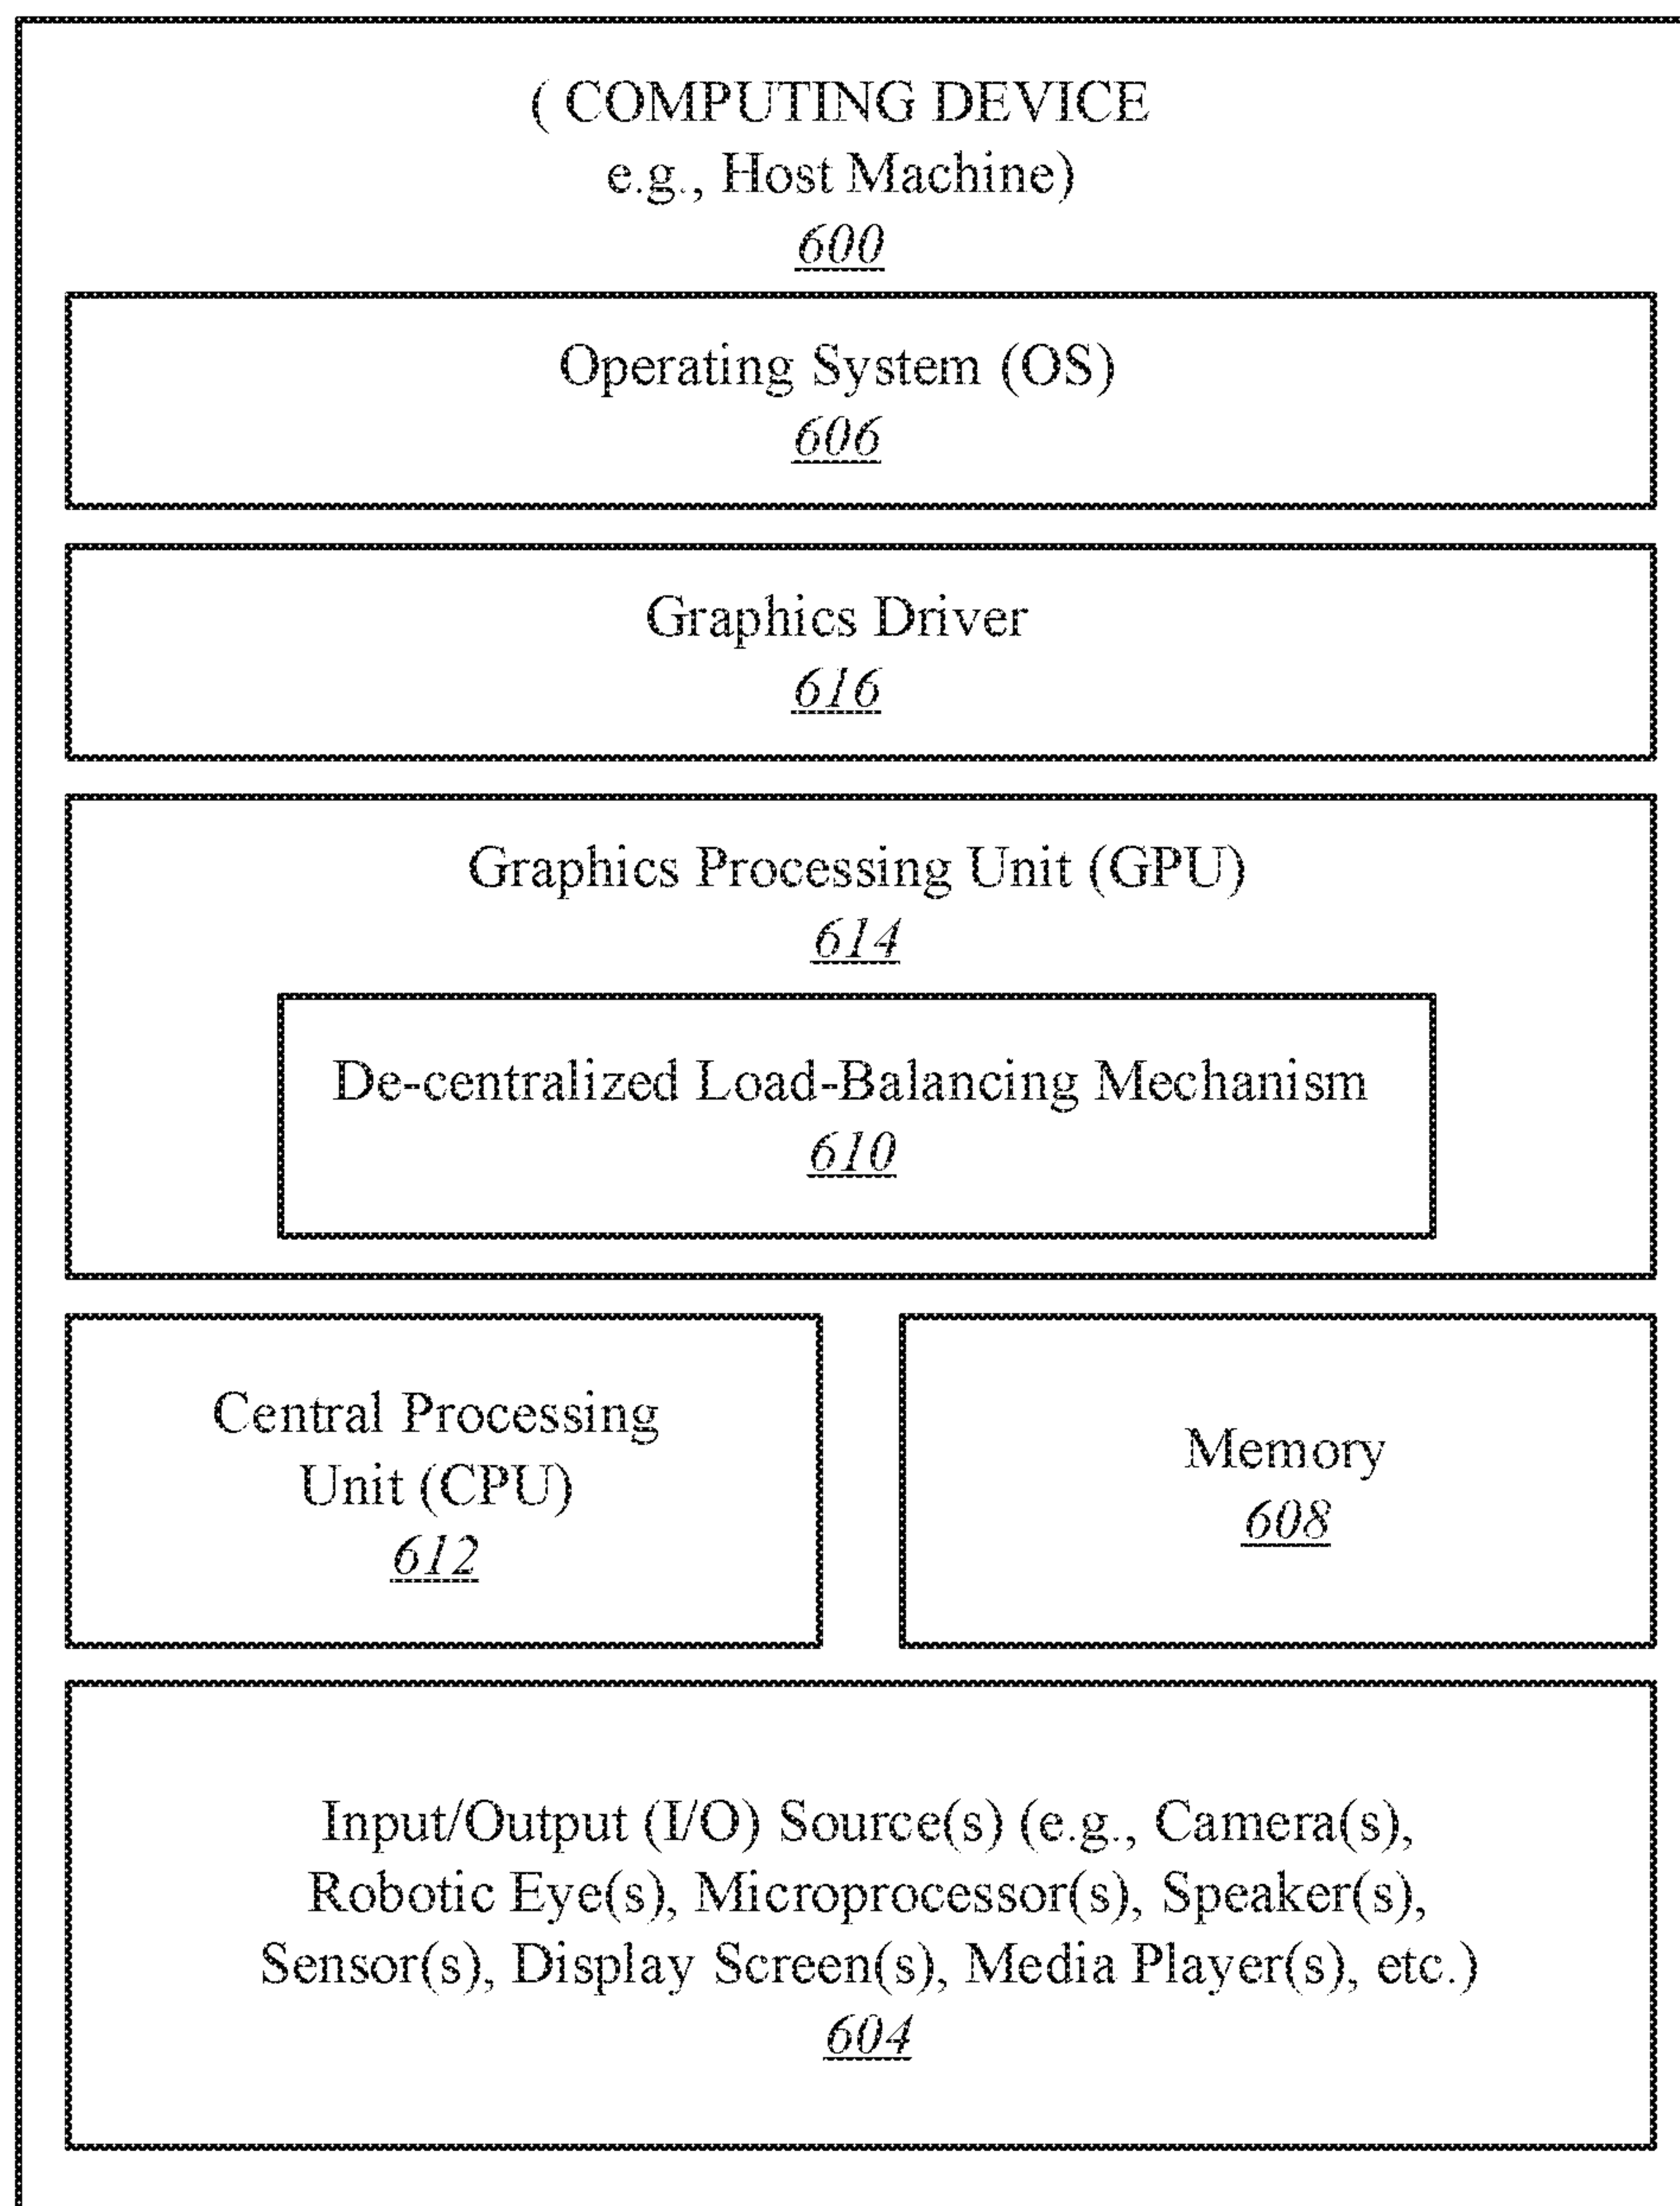 ( COMPUTING DEVICE
e.g., Host Machine)
600
Operating System (OS)
606
Graphics Driver
616
Graphics Processing Unit (GPU)
614
De-centralized Load-Balancing Mechanism
610
Central Processing
Unit (CPU)
612
Memory
608
Input/Output (I/O) Source(s) (e.g., Camera(s),
Robotic Eye(s), Microprocessor(s), Speaker(s),
Sensor(s), Display Screen(s), Media Player(s), etc.)
604